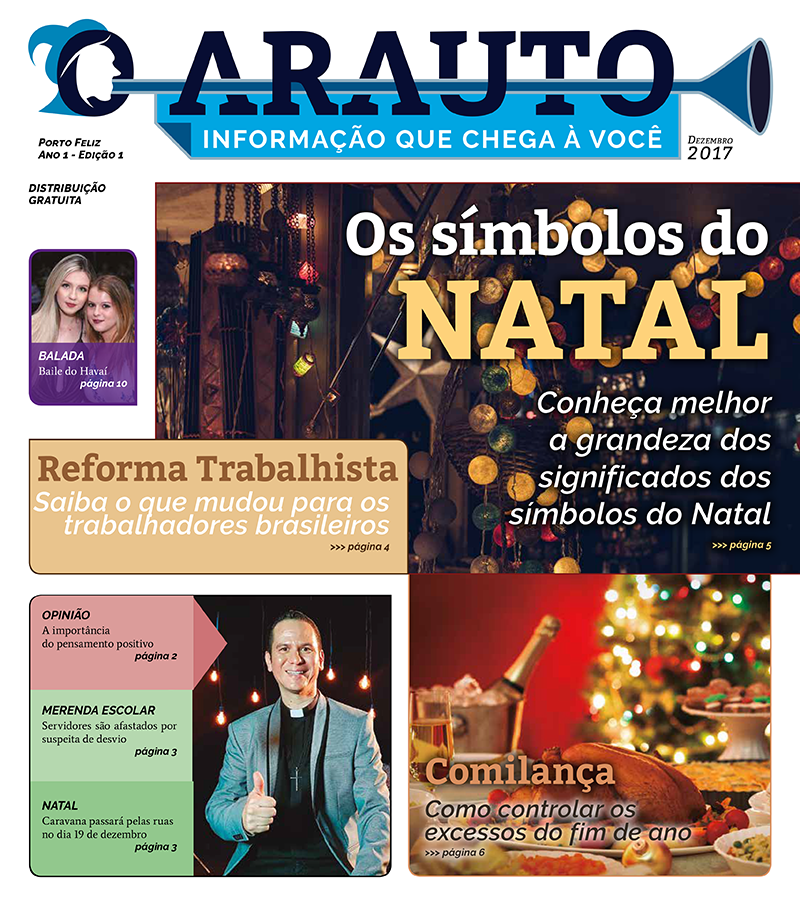 O ARAUTO
INFORMAÇÃO QUE CHEGA À VOCÊ
PORTO FELIZ
ANO 1 - EDIÇÃO 1
DEZEMBRO
2017
DISTRIBUIÇÃO
GRATUITA
Os símbolos do
NATAL
Conheça melhor
a grandeza dos
significados dos
símbolos do Natal
>>> página 5
BALADA
Baile do Havaí
página 10
Reforma Trabalhista
Saiba o que mudou para os
trabalhadores brasileiros
>>> página 4
OPINIÃO
A importância
do pensamento positivo
página 2
MERENDA ESCOLAR
Servidores são afastados por
suspeita de desvio
página 3
NATAL
Caravana passará pelas ruas
no dia 19 de dezembro
página 3
Comilança
Como controlar os
excessos do fim de ano
>>> página 6